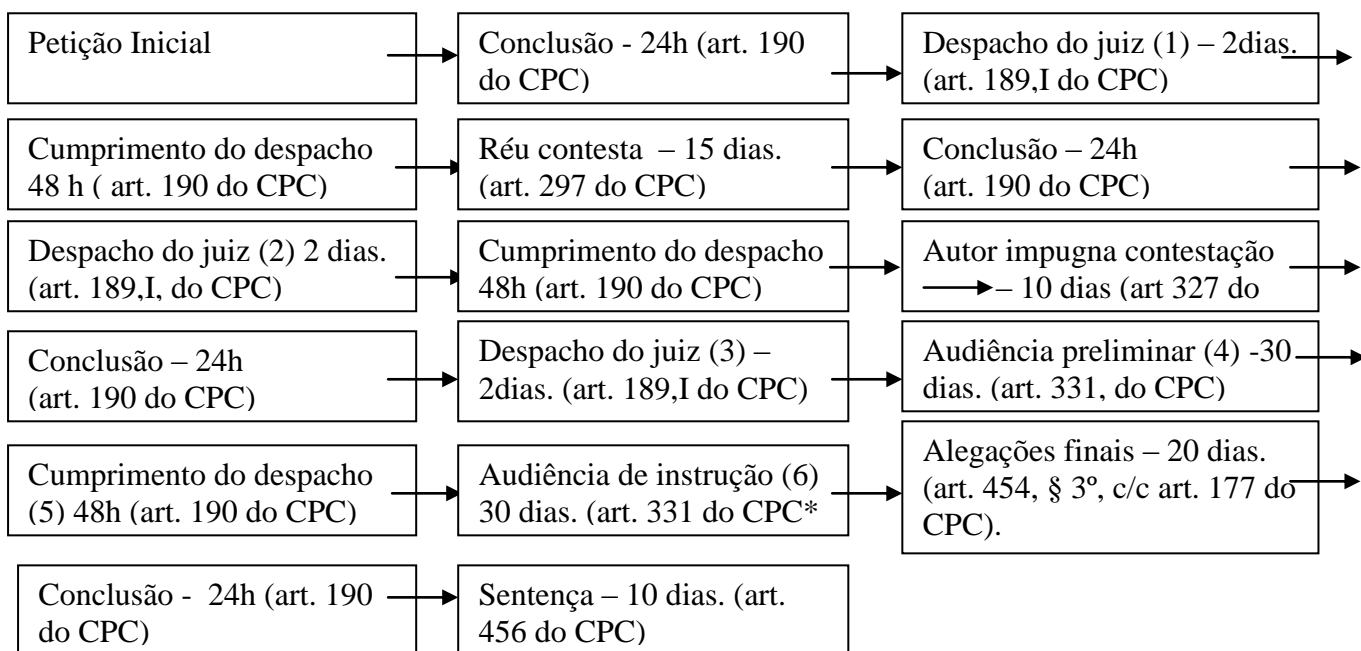 Petição Inicial
Conclusão - 24h (art. 190
do CPC)
Despacho do juiz (1) – 2dias.
(art. 189,I do CPC)
Cumprimento do despacho
48 h ( art. 190 do CPC)
Réu contesta – 15 dias.
(art. 297 do CPC)
Conclusão – 24h
(art. 190 do CPC)
Despacho do juiz (2) 2 dias.
(art. 189,I, do CPC)
Cumprimento do despacho
48h (art. 190 do CPC)
Autor impugna contestação
– 10 dias (art 327 do
Conclusão – 24h
(art. 190 do CPC)
Despacho do juiz (3) –
2dias. (art. 189,I do CPC)
Audiência preliminar (4) -30
dias. (art. 331, do CPC)
Cumprimento do despacho
(5) 48h (art. 190 do CPC)
Audiência de instrução (6)
30 dias. (art. 331 do CPC*
Alegações finais – 20 dias.
(art. 454, § 3º, c/c art. 177 do
CPC).
Conclusão - 24h (art. 190
do CPC)
Sentença – 10 dias. (art.
456 do CPC)